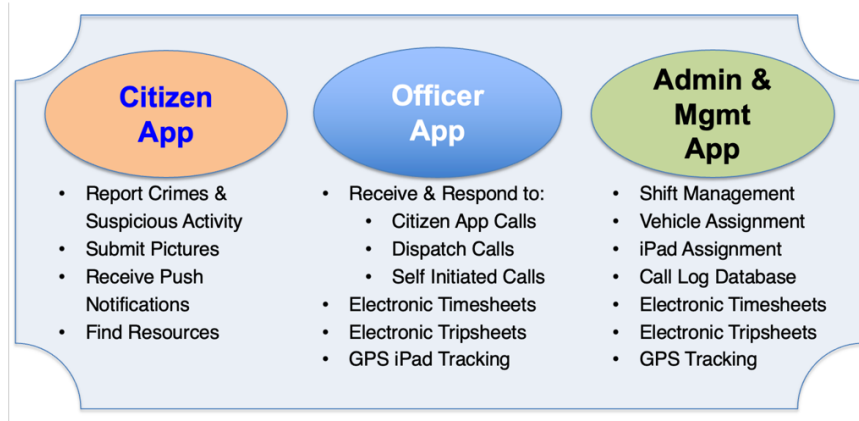 Citizen
App
• Report Crimes &
Suspicious Activity
• Submit Pictures
• Receive Push
Notifications
• Find Resources
Officer
App
• Receive & Respond to:
• Citizen App Calls
• Dispatch Calls
• Self Initiated Calls
• Electronic Timesheets
• Electronic Tripsheets
• GPS iPad Tracking
Admin &
Mgmt
App
• Shift Management
• Vehicle Assignment
• iPad Assignment
• Call Log Database
• Electronic Timesheets
• Electronic Tripsheets
• GPS Tracking